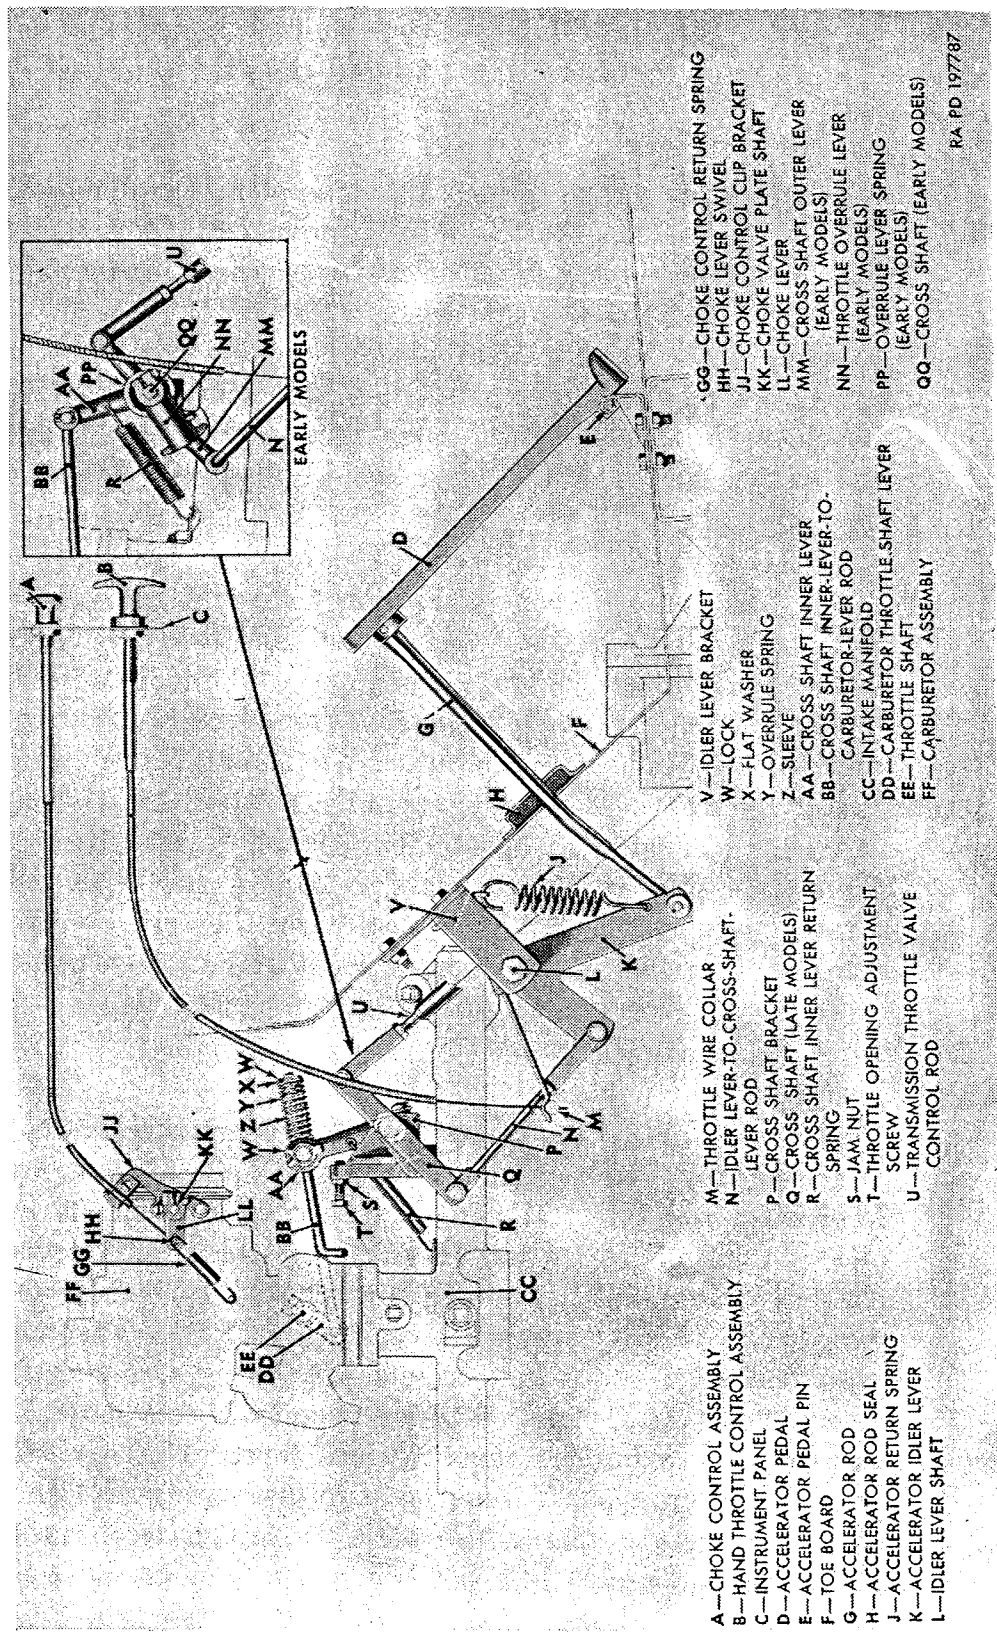 JJ
KK
FF
GG
HH
LL
A
B
C
BB
AA
PP
U
R
QQ
NN
MM
N
EARLY MODELS
EE
DD
BB
AA
W Z Y X W
T
S
U
V
D
G
H
E
F
CC
R
Q
P
N
M
L
K
J
A—CHOKE CONTROL ASSEMBLY
B—HAND THROTTLE CONTROL ASSEMBLY
C—INSTRUMENT PANEL
D—ACCELERATOR PEDAL
E—ACCELERATOR PEDAL PIN
F—TOE BOARD
G—ACCELERATOR ROD
H—ACCELERATOR ROD SEAL
J—ACCELERATOR RETURN SPRING
K—ACCELERATOR IDLER LEVER
L—IDLER LEVER SHAFT
M—THROTTLE WIRE COLLAR
N—IDLER LEVER-TO-CROSS-SHAFT-
LEVER ROD
P—CROSS SHAFT BRACKET
Q—CROSS SHAFT (LATE MODELS)
R—CROSS SHAFT INNER LEVER RETURN
SPRING
S—JAM NUT
T—THROTTLE OPENING ADJUSTMENT
SCREW
U—TRANSMISSION THROTTLE VALVE
CONTROL ROD
V—IDLER LEVER BRACKET
W—LOCK
X—FLAT WASHER
Y—OVERRULE SPRING
Z—SLEEVE
AA—CROSS SHAFT INNER LEVER
BB—CROSS SHAFT INNER-LEVER-TO-
CARBURETOR-LEVER ROD
CC—INTAKE MANIFOLD
DD—CARBURETOR THROTTLE SHAFT LEVER
EE—THROTTLE SHAFT
FF—CARBURETOR ASSEMBLY
GG—CHOKE CONTROL RETURN SPRING
HH—CHOKE LEVER SWIVEL
JJ—CHOKE CONTROL CLIP BRACKET
KK—CHOKE VALVE PLATE SHAFT
LL—CHOKE LEVER
MM—CROSS SHAFT OUTER LEVER
(EARLY MODELS)
NN—THROTTLE OVERRULE LEVER
(EARLY MODELS)
PP—OVERRULE LEVER SPRING
(EARLY MODELS)
QQ—CROSS SHAFT (EARLY MODELS)
RA PD 197787